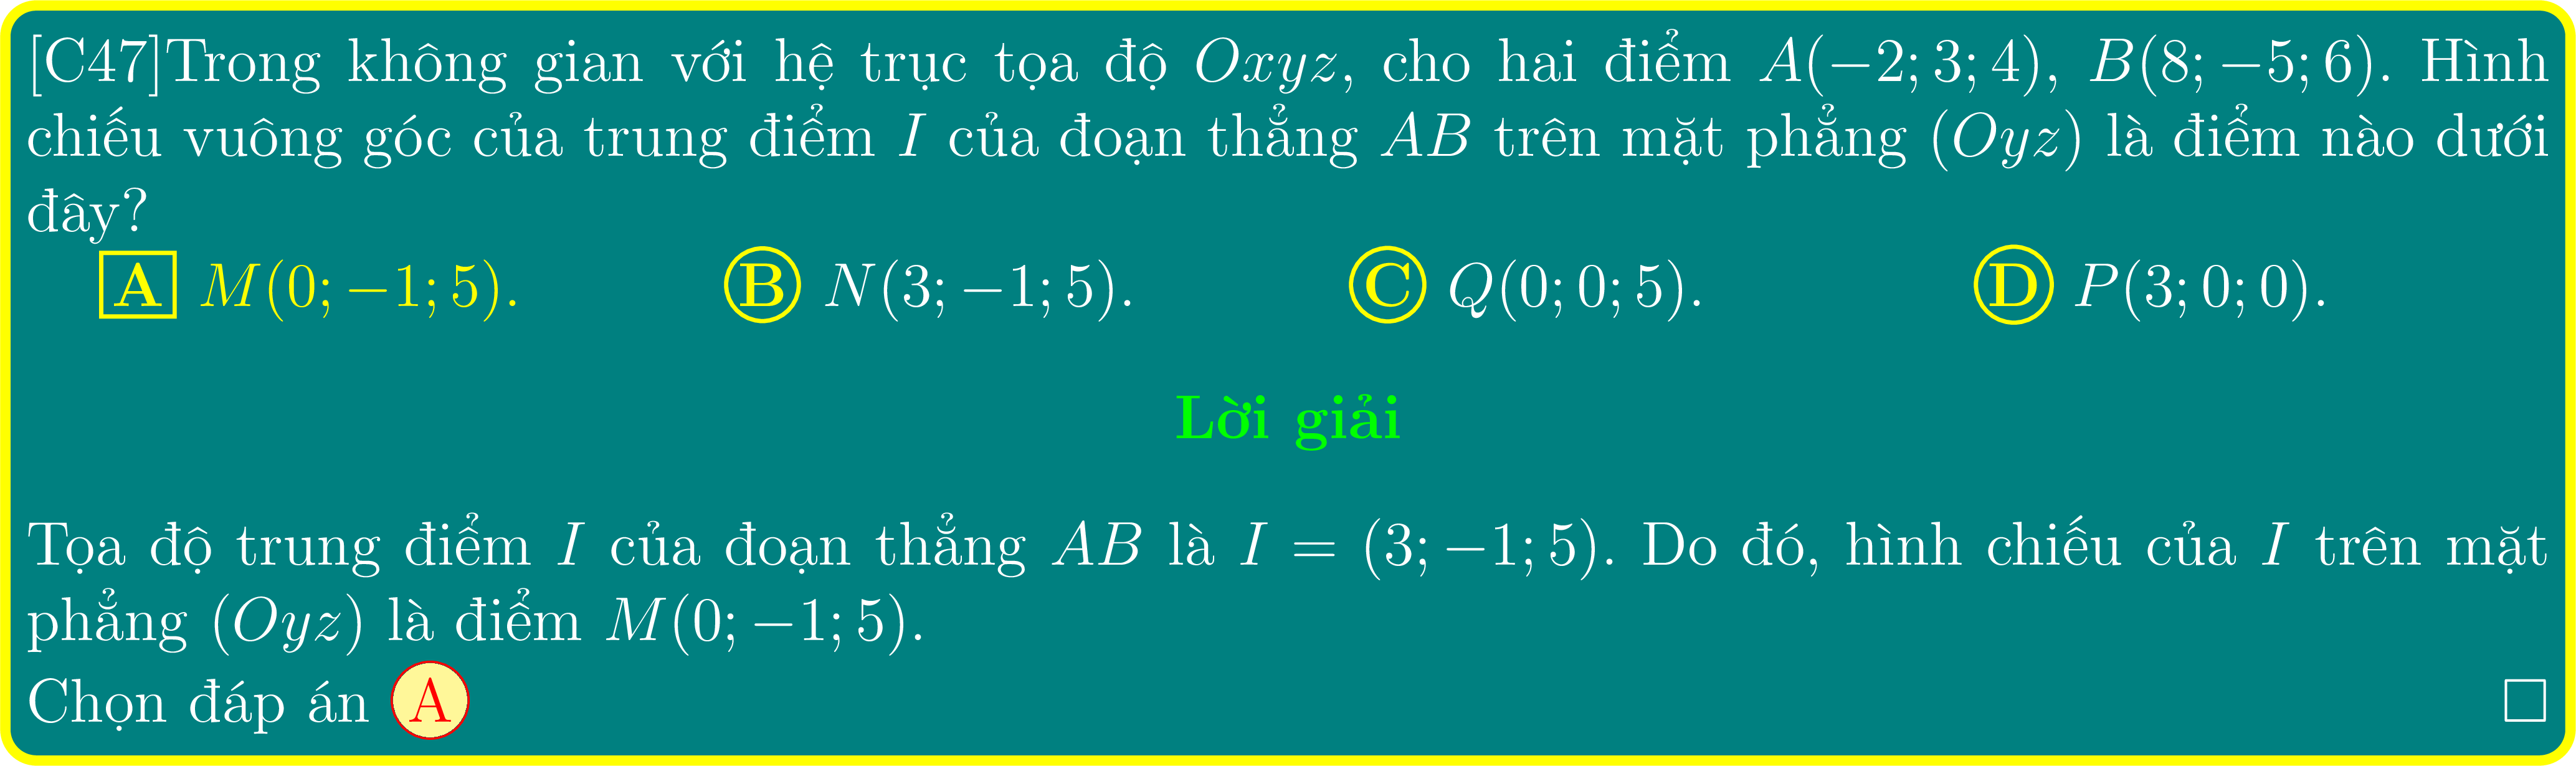 [C47]Trong không gian với hệ trục tọa độ Oxyz, cho hai điểm A(−2; 3; 4), B(8; −5; 6). Hình
chiếu vuông góc của trung điểm I của đoạn thẳng AB trên mặt phẳng (Oyz) là điểm nào dưới
đây?
A M(0; −1; 5). B N(3; −1; 5). C Q(0; 0; 5). D P(3; 0; 0).
Lời giải
Tọa độ trung điểm I của đoạn thẳng AB là I = (3; −1; 5). Do đó, hình chiếu của I trên mặt
phẳng (Oyz) là điểm M(0; −1; 5).
Chọn đáp án A □